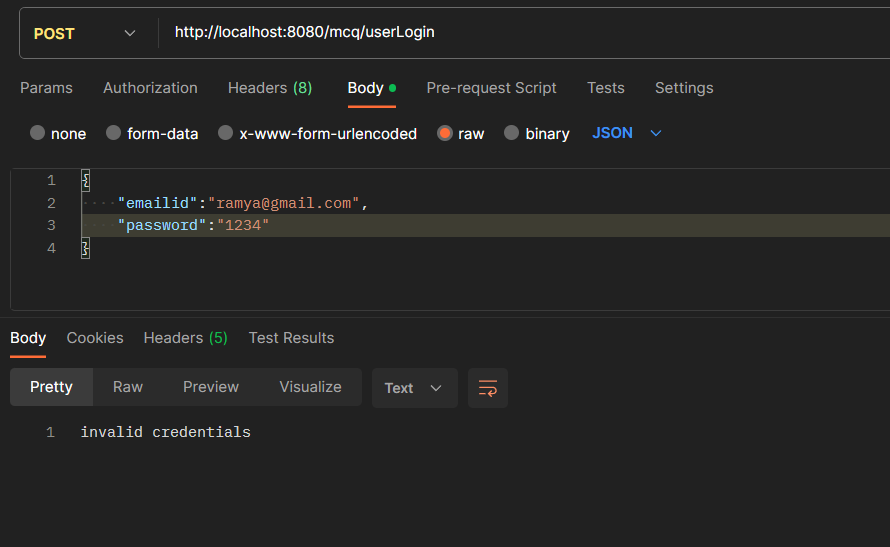 POST http://localhost:8080/mcq/userLogin
Params Authorization Headers (8) Body Pre-request Script Tests Settings
none form-data x-www-form-urlencoded raw binary JSON
1 {
2 ····"emailid":"ramya@gmail.com",
3 ····"password":"1234"
4 }
Body Cookies Headers (5) Test Results
Pretty Raw Preview Visualize Text
1 invalid credentials